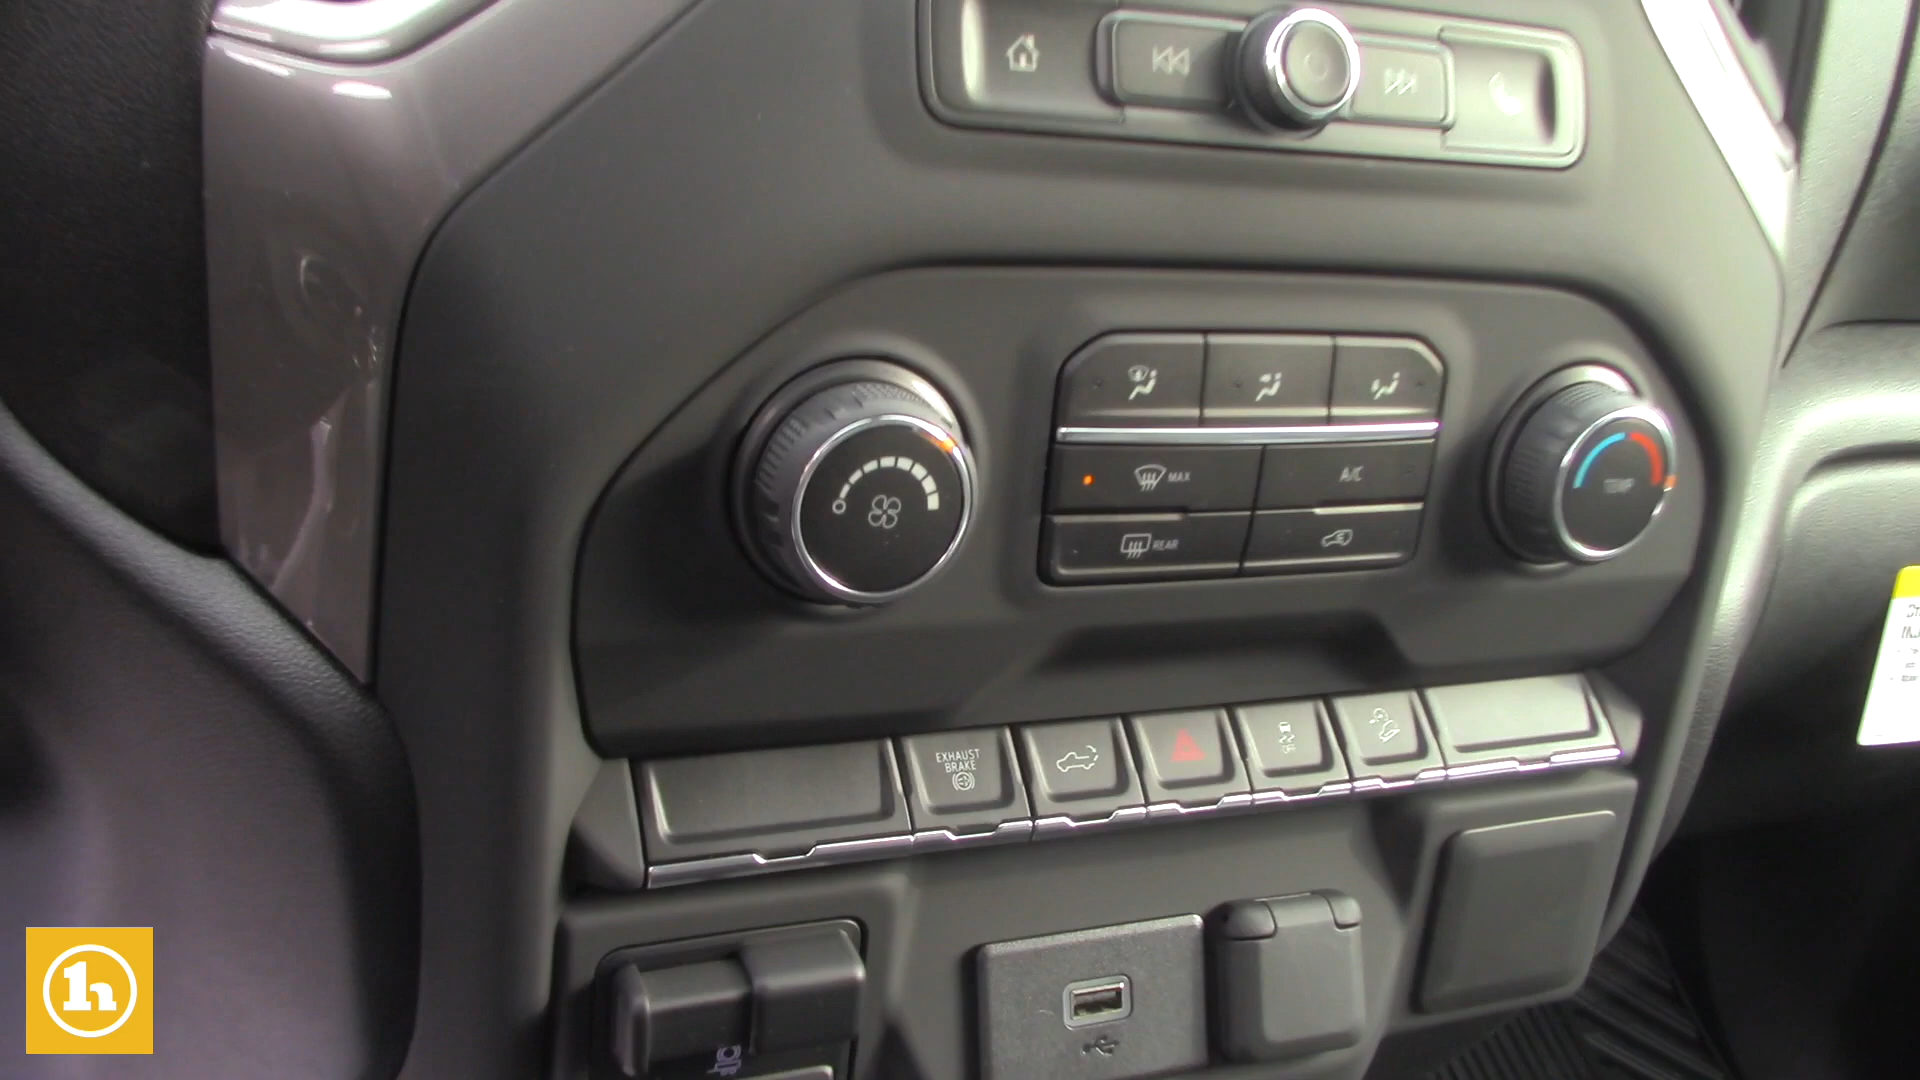 MAX
A/C
REAR
TEMP
EXHAUST
BRAKE
OFF
h